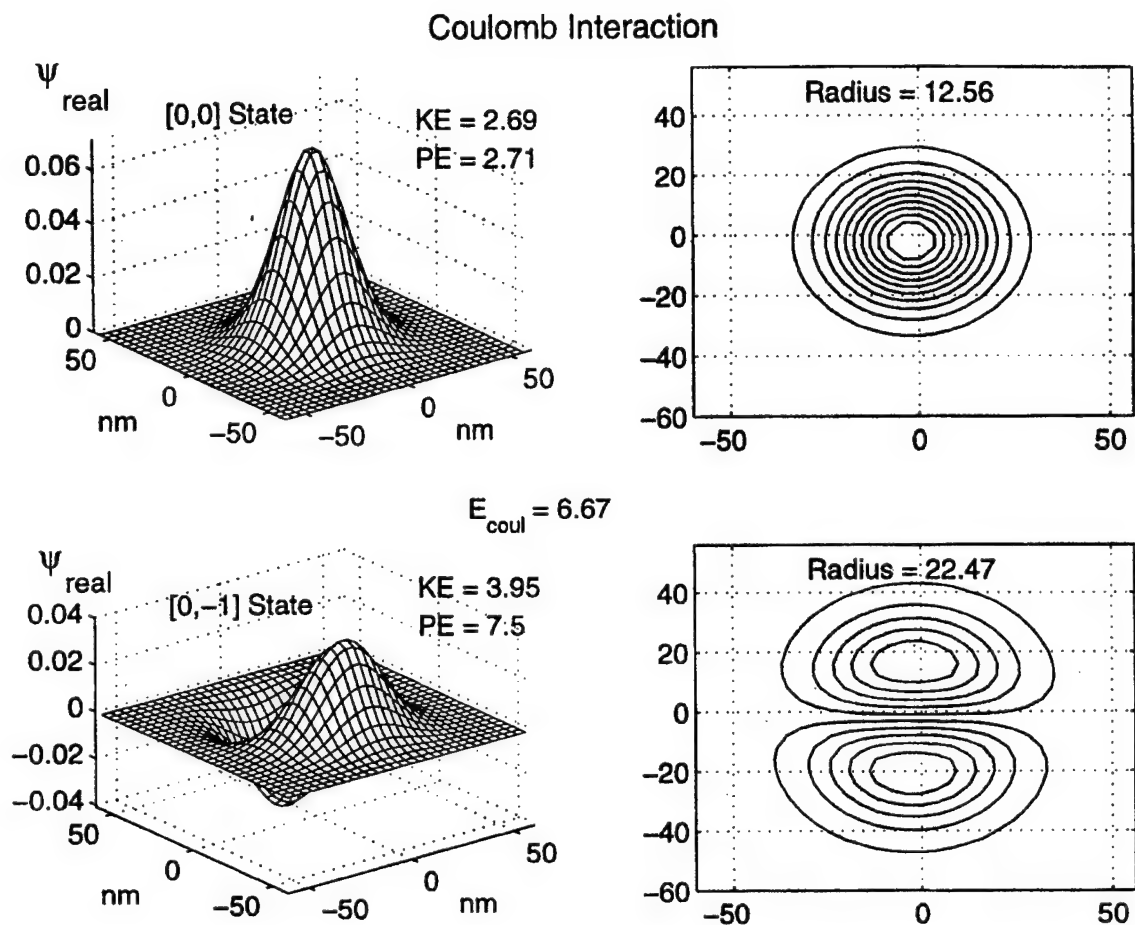 Coulomb Interaction
Ψreal
[0,0] State
KE = 2.69
PE = 2.71
0.06
0.04
0.02
0
50
0
−50
nm
−50
0
50
nm
Radius = 12.56
40
20
0
−20
−40
−60
−50
0
50
Ecoul = 6.67
Ψreal
[0,−1] State
KE = 3.95
PE = 7.5
0.04
0.02
0
−0.02
−0.04
50
0
−50
nm
−50
0
50
nm
Radius = 22.47
40
20
0
−20
−40
−60
−50
0
50